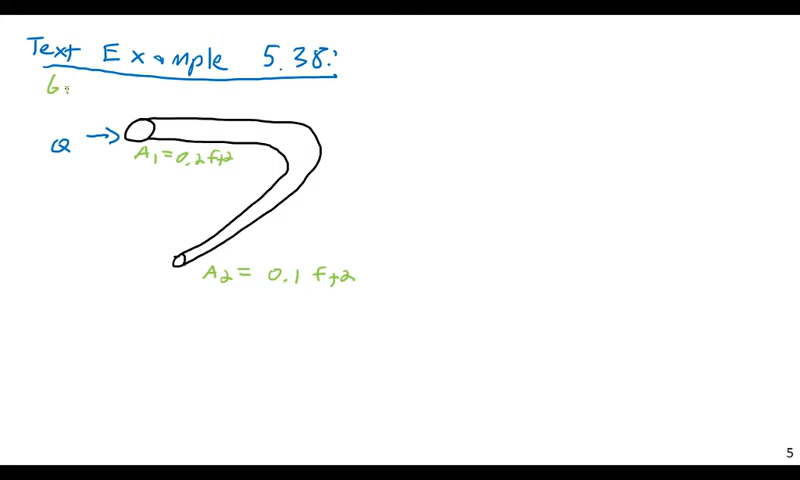 Text Example 5.38:
Q →
A1 = 0.2 ft2
A2 = 0.1 ft2
5